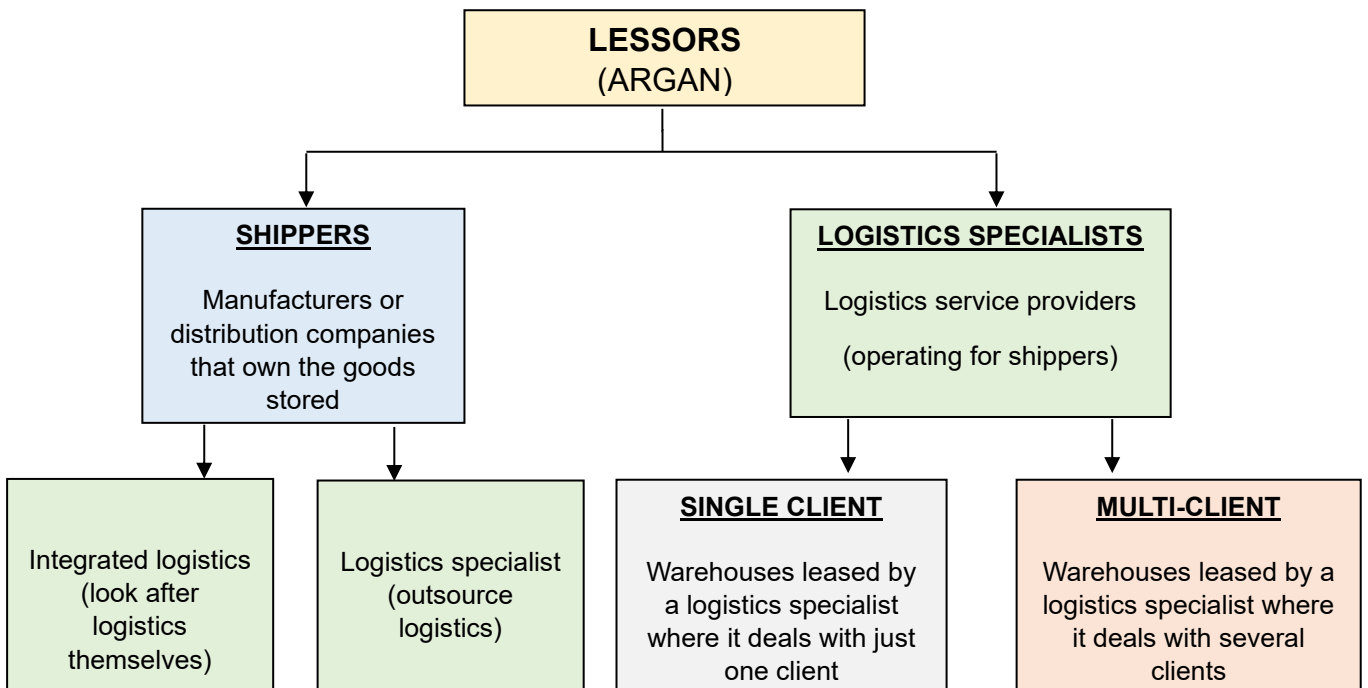 LESSORS
(ARGAN)
SHIPPERS
Manufacturers or
distribution companies
that own the goods
stored
LOGISTICS SPECIALISTS
Logistics service providers
(operating for shippers)
Integrated logistics
(look after
logistics
themselves)
Logistics specialist
(outsource
logistics)
SINGLE CLIENT
Warehouses leased by
a logistics specialist
where it deals with just
one client
MULTI-CLIENT
Warehouses leased by a
logistics specialist where
it deals with several
clients